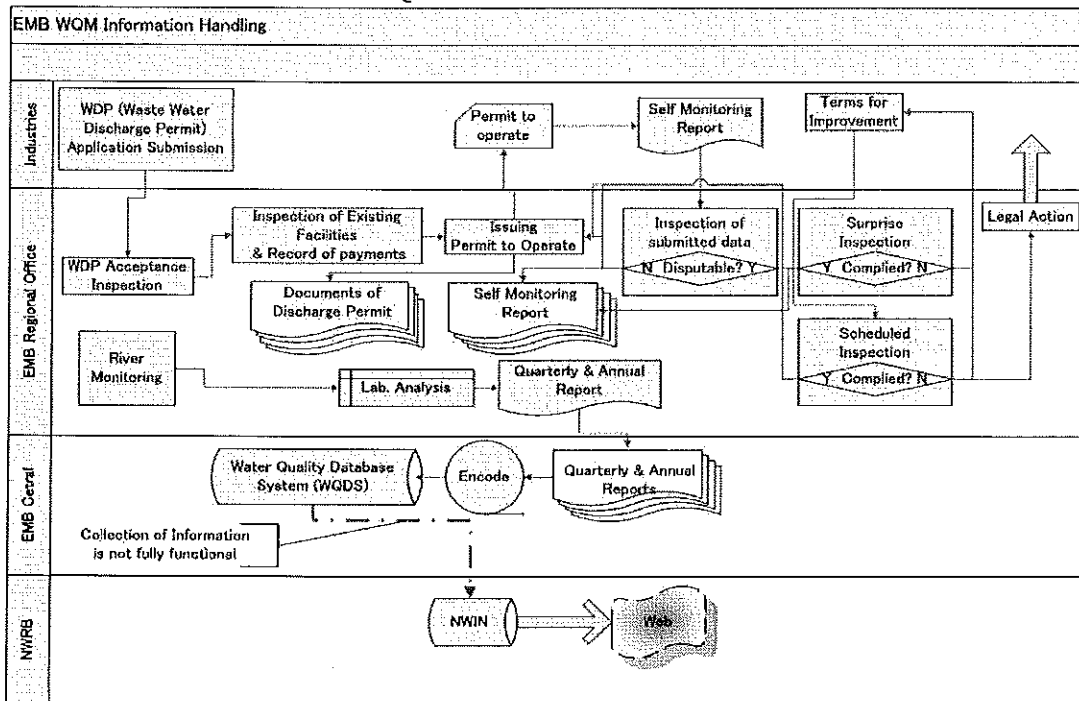 EMB WQM Information Handling
Industries
WDP (Waste Water
Discharge Permit)
Application Submission
Permit to
operate
Self Monitoring
Report
Terms for
Improvement
EMB Regional Office
WDP Acceptance
Inspection
Inspection of Existing
Facilities
& Record of payments
Issuing
Permit to Operate
Inspection of
submitted data
N Disputable? Y
Surprise
Inspection
Y Complied? N
Legal Action
Documents of
Discharge Permit
Self Monitoring
Report
Scheduled
Inspection
Y Complied? N
River
Monitoring
Lab. Analysis
Quarterly & Annual
Report
EMB Cetral
Water Quality Database
System (WQDS)
Encode
Quarterly & Annual
Reports
Collection of Information
is not fully functional
NWRB
NWIN
Web